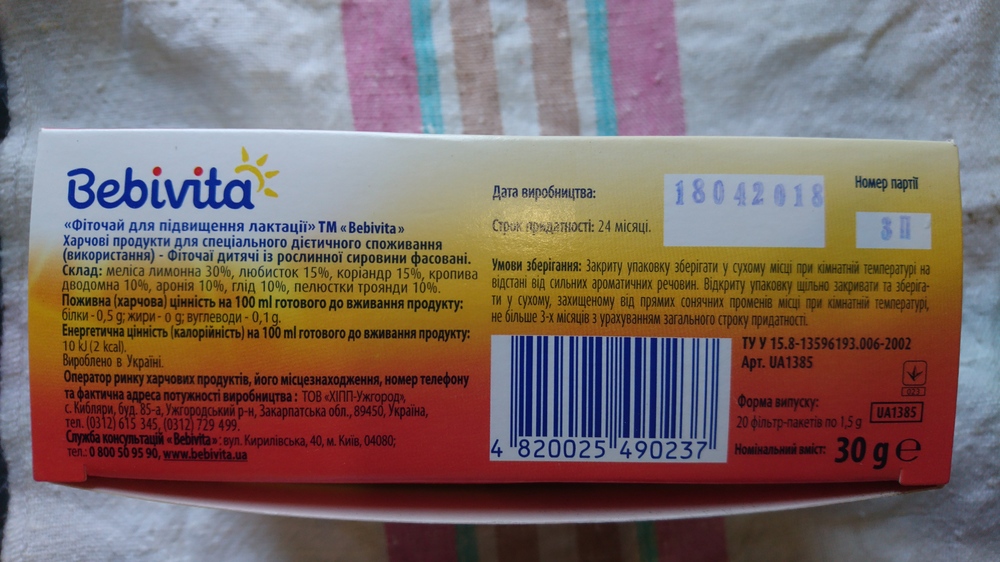 Bebivita
«Фіточай для підвищення лактації» ТМ «Bebivita»
Харчові продукти для спеціального дієтичного споживання
(використання) - Фіточаї дитячі із рослинної сировини фасовані.
Склад: меліса лимонна 30%, любисток 15%, коріандр 15%, кропива
дводомна 10%, аронія 10%, глід 10%, пелюстки троянди 10%.
Поживна (харчова) цінність на 100 ml готового до вживання продукту:
білки - 0,5 g; жири - 0 g; вуглеводи - 0,1 g.
Енергетична цінність (калорійність) на 100 ml готового до вживання продукту:
10 kJ (2 kcal).
Вироблено в Україні.
Оператор ринку харчових продуктів, його місцезнаходження, номер телефону
та фактична адреса потужності виробництва : ТОВ «ХІПП-Ужгород»,
с. Кибляри, буд. 85-а, Ужгородський р-н, Закарпатська обл., 89450, Україна,
тел. (0312) 615 345, (0312) 729 499.
Служба консультацій «Bebivita» : вул. Кирилівська, 40, м. Київ, 04080;
тел.: 0 800 50 95 90, www.bebivita.ua
Дата виробництва:
18042018
Номер партії
3П
Строк придатності: 24 місяці.
Умови зберігання: Закриту упаковку зберігати у сухому місці при кімнатній температурі на
відстані від сильних ароматичних речовин. Відкриту упаковку щільно закривати та зберіга-
ти у сухому, захищеному від прямих сонячних променів місці при кімнатній температурі,
не більше 3-х місяців з урахуванням загального строку придатності.
4 820025 490237
ТУ У 15.8-13596193.006-2002
Арт. UA1385
023
Форма випуску:
20 фільтр-пакетів по 1,5 g
UA1385
Номінальний вміст: 30 g ℮